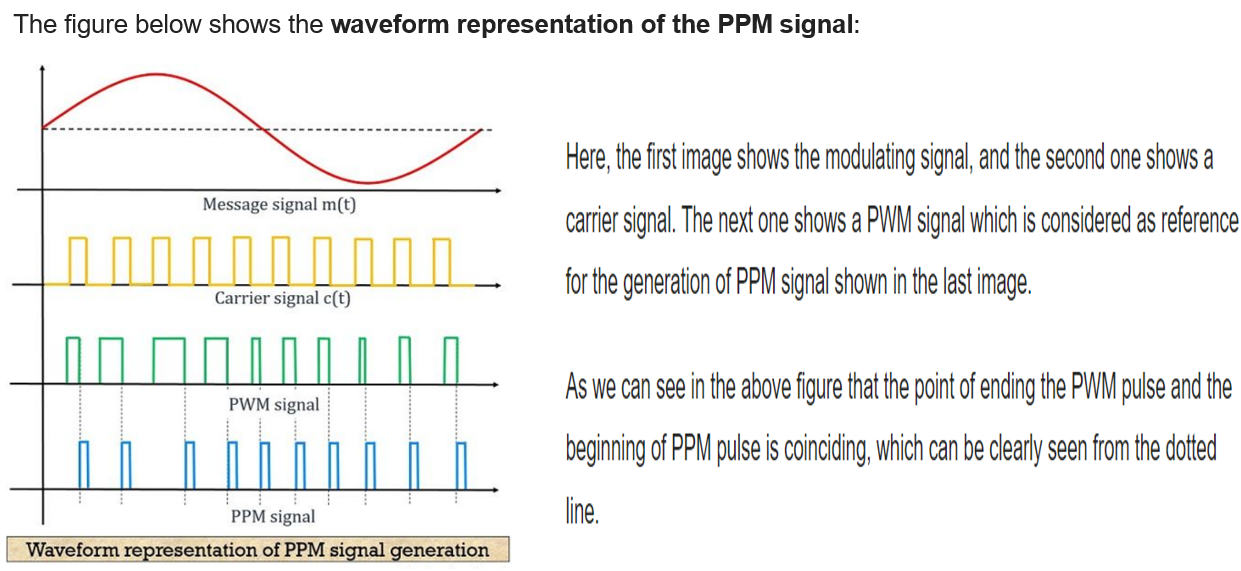 The figure below shows the waveform representation of the PPM signal:
Message signal m(t)
Carrier signal c(t)
PWM signal
PPM signal
Waveform representation of PPM signal generation
Here, the first image shows the modulating signal, and the second one shows a
carrier signal. The next one shows a PWM signal which is considered as reference
for the generation of PPM signal shown in the last image.
As we can see in the above figure that the point of ending the PWM pulse and the
beginning of PPM pulse is coinciding, which can be clearly seen from the dotted
line.